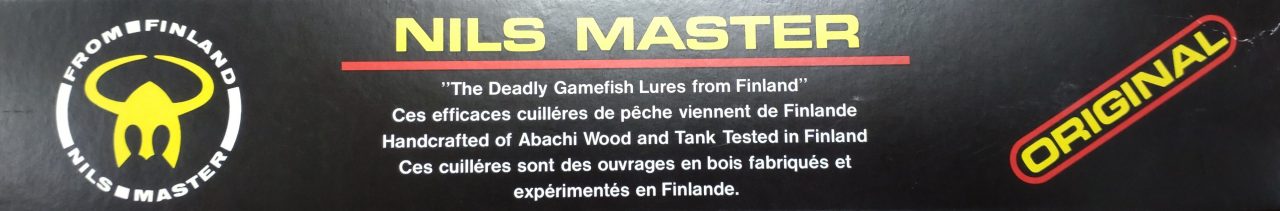 FROM FINLAND
NILS MASTER
NILS MASTER
"The Deadly Gamefish Lures from Finland"
Ces efficaces cuilléres de pêche viennent de Finlande
Handcrafted of Abachi Wood and Tank Tested in Finland
Ces cuilléres sont des ouvrages en bois fabriqués et
expérimentés en Finlande.
ORIGINAL